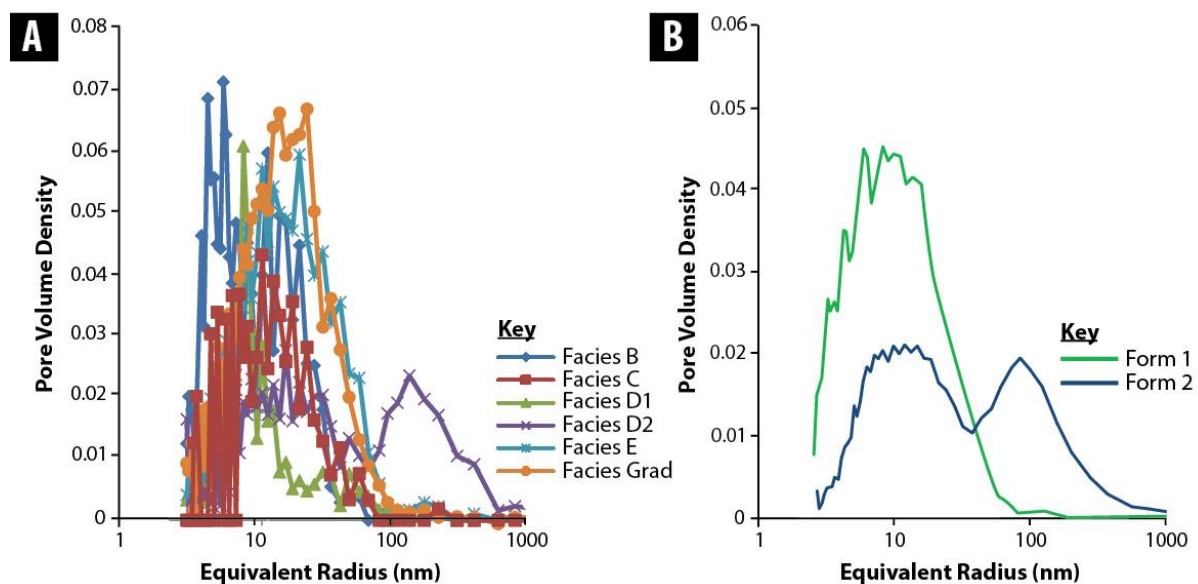 A
0.08
0.07
0.06
0.05
0.04
0.03
0.02
0.01
0
Pore Volume Density
1
10
100
1000
Equivalent Radius (nm)
Key
Facies B
Facies C
Facies D1
Facies D2
Facies E
Facies Grad
B
0.06
0.05
0.04
0.03
0.02
0.01
0
Pore Volume Density
1
10
100
1000
Equivalent Radius (nm)
Key
Form 1
Form 2